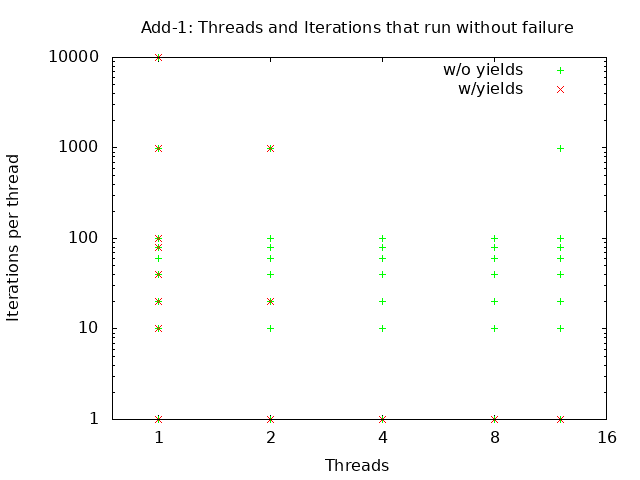 Add-1: Threads and Iterations that run without failure
10000
w/o yields
w/yields
1000
100
10
1
Iterations per thread
1 2 4 8 16
Threads